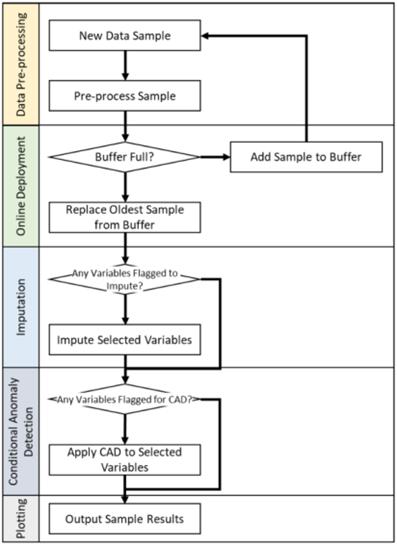 Data Pre-processing
New Data Sample
Pre-process Sample
Online Deployment
Buffer Full?
Add Sample to Buffer
Replace Oldest Sample
from Buffer
Imputation
Any Variables Flagged to
Impute?
Impute Selected Variables
Conditional Anomaly
Detection
Any Variables Flagged for CAD?
Apply CAD to Selected
Variables
Plotting
Output Sample Results